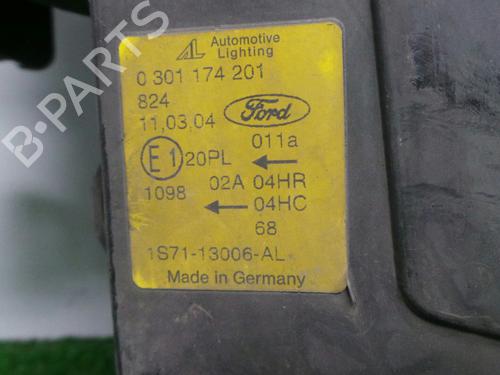 AL Automotive
Lighting
0 301 174 201
824
11,03,04
Ford
011a
E1 20PL ←
1098 02A 04HR
← 04HC
68
1S71-13006-AL
Made in Germany
B-PARTS